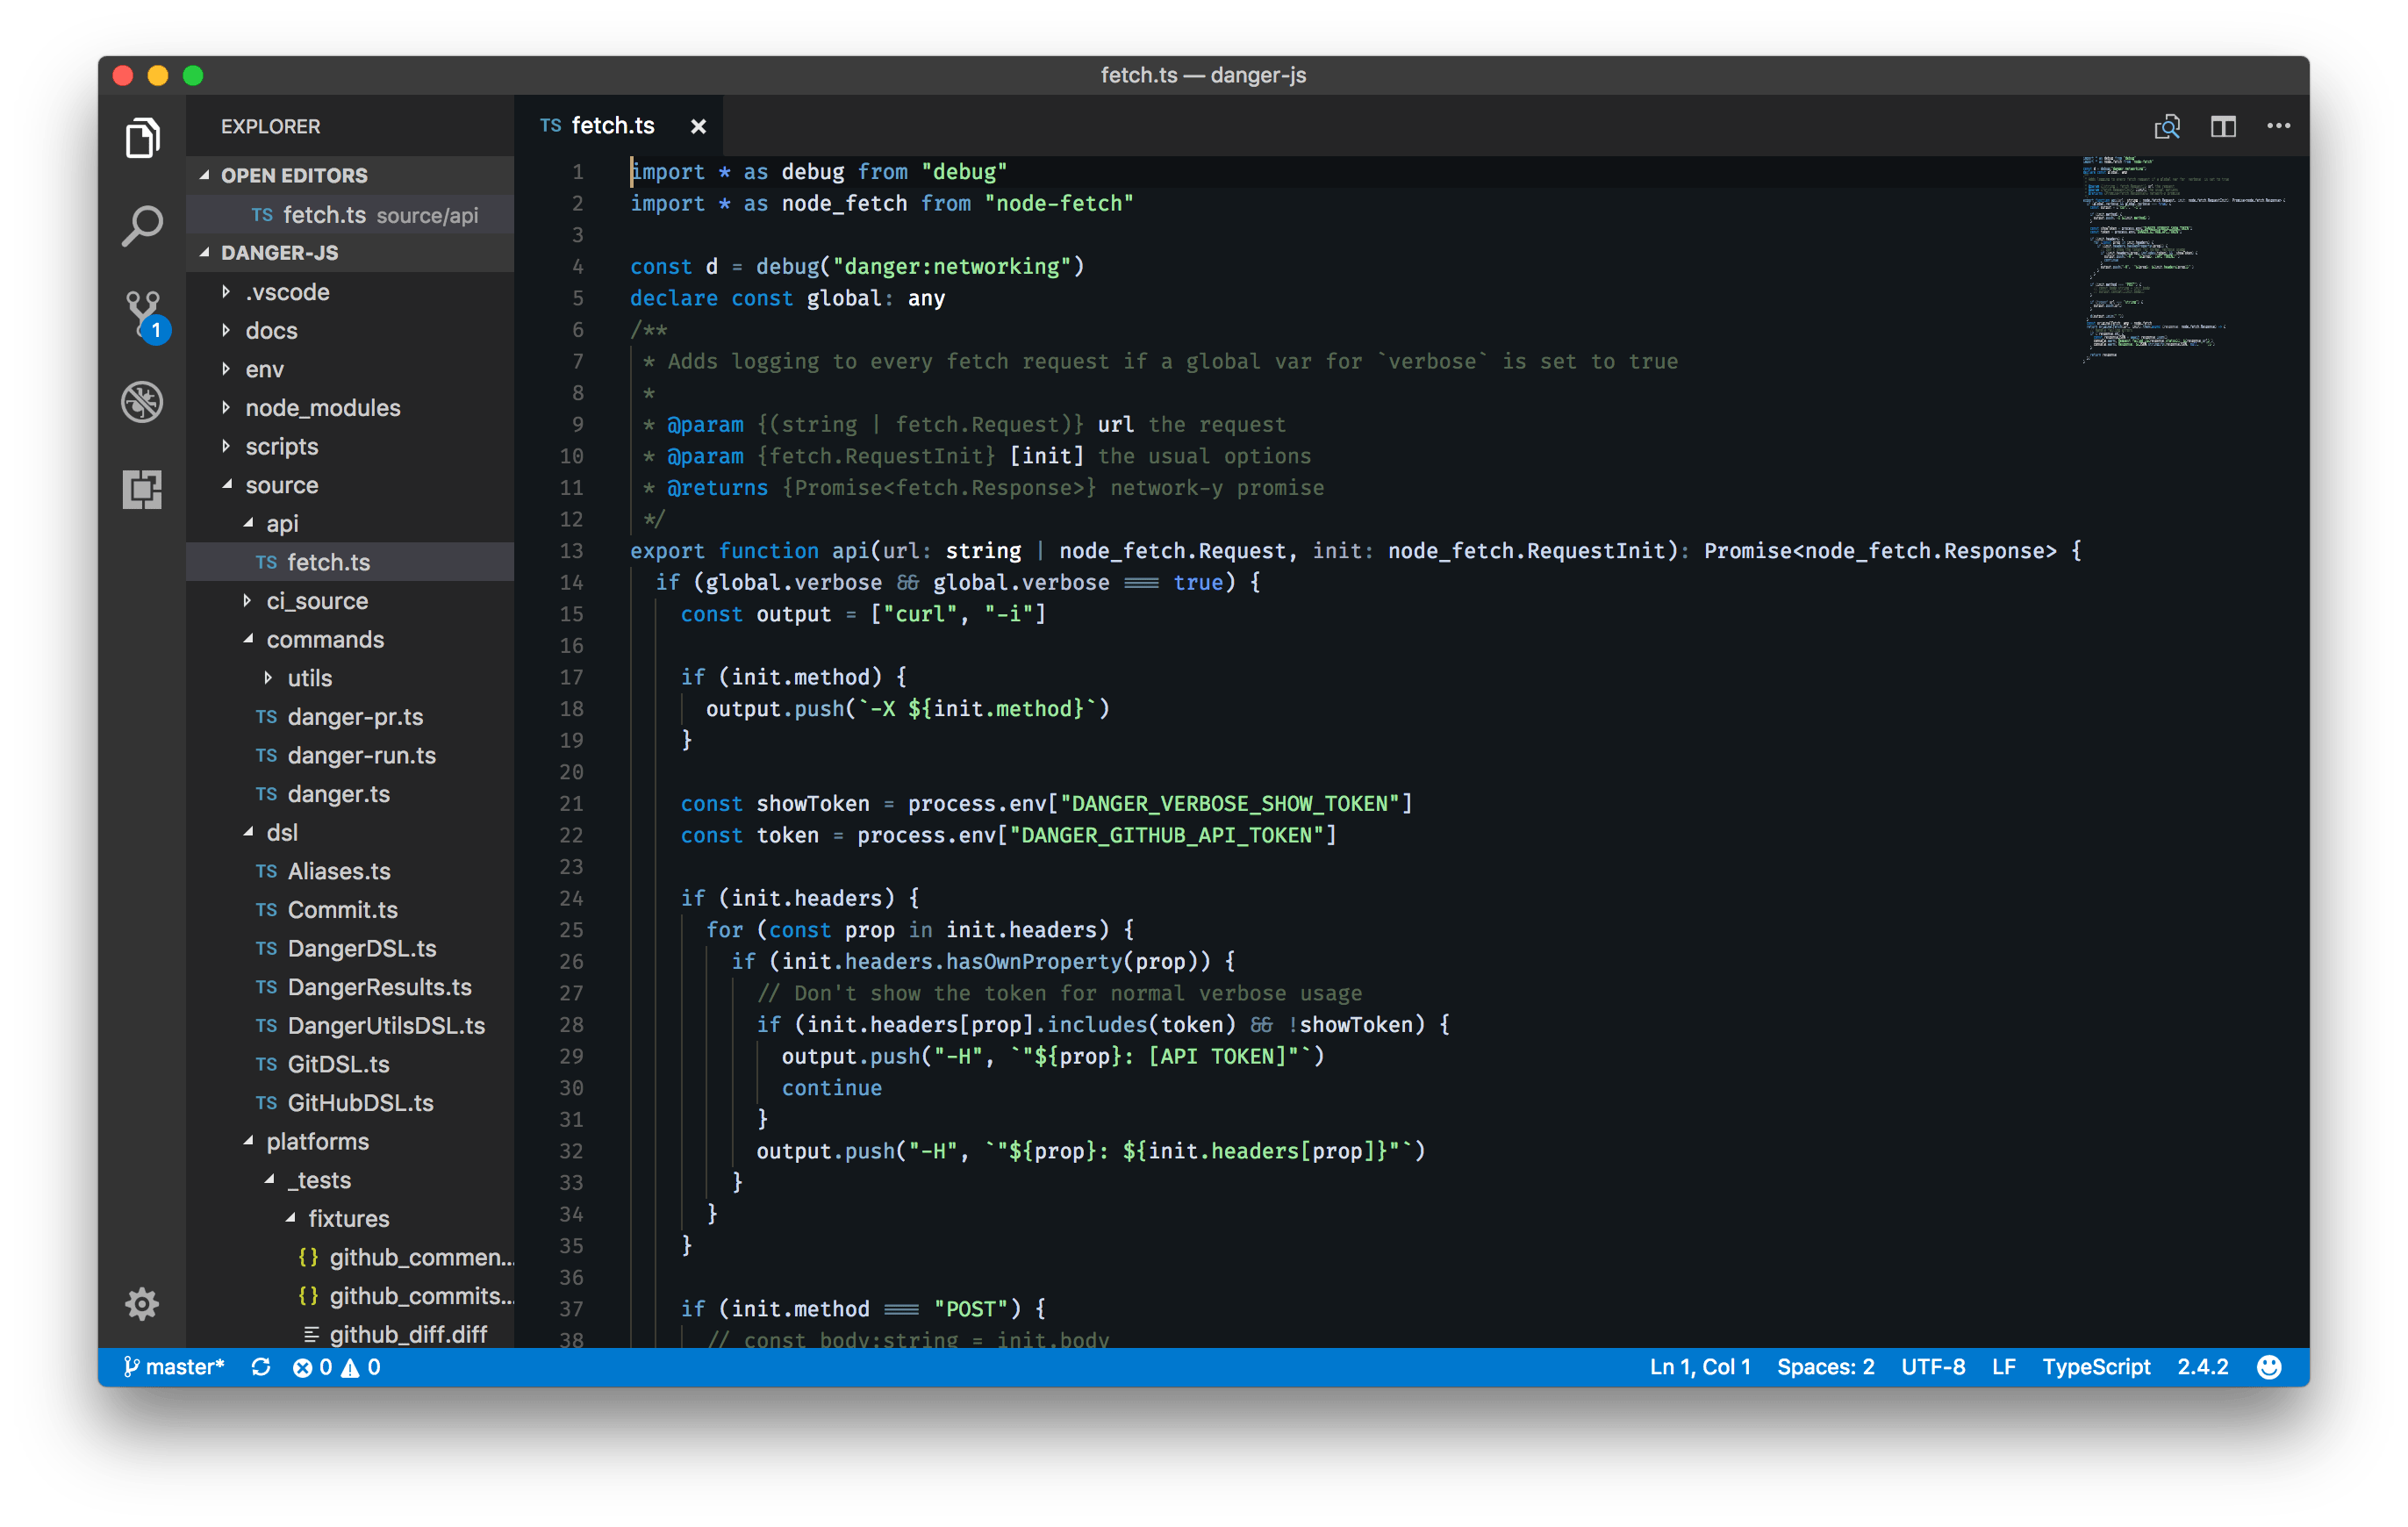 fetch.ts — danger-js
EXPLORER
OPEN EDITORS
TS fetch.ts source/api
DANGER-JS
.vscode
docs
env
node_modules
scripts
source
api
TS fetch.ts
ci_source
commands
utils
TS danger-pr.ts
TS danger-run.ts
TS danger.ts
dsl
TS Aliases.ts
TS Commit.ts
TS DangerDSL.ts
TS DangerResults.ts
TS DangerUtilsDSL.ts
TS GitDSL.ts
TS GitHubDSL.ts
platforms
_tests
fixtures
{} github_commen...
{} github_commits...
github_diff.diff
1
TS fetch.ts ×
1 import * as debug from "debug"
2 import * as node_fetch from "node-fetch"
3
4 const d = debug("danger:networking")
5 declare const global: any
6 /**
7 * Adds logging to every fetch request if a global var for `verbose` is set to true
8 *
9 * @param {(string | fetch.Request)} url the request
10 * @param {fetch.RequestInit} [init] the usual options
11 * @returns {Promise<fetch.Response>} network-y promise
12 */
13 export function api(url: string | node_fetch.Request, init: node_fetch.RequestInit): Promise<node_fetch.Response> {
14 if (global.verbose && global.verbose === true) {
15 const output = ["curl", "-i"]
16
17 if (init.method) {
18 output.push(`-X ${init.method}`)
19 }
20
21 const showToken = process.env["DANGER_VERBOSE_SHOW_TOKEN"]
22 const token = process.env["DANGER_GITHUB_API_TOKEN"]
23
24 if (init.headers) {
25 for (const prop in init.headers) {
26 if (init.headers.hasOwnProperty(prop)) {
27 // Don't show the token for normal verbose usage
28 if (init.headers[prop].includes(token) && !showToken) {
29 output.push("-H", `"${prop}: [API TOKEN]"`)
30 continue
31 }
32 output.push("-H", `"${prop}: ${init.headers[prop]}"`)
33 }
34 }
35 }
36
37 if (init.method === "POST") {
38 // const body:string = init.body
master* 0 0
Ln 1, Col 1 Spaces: 2 UTF-8 LF TypeScript 2.4.2